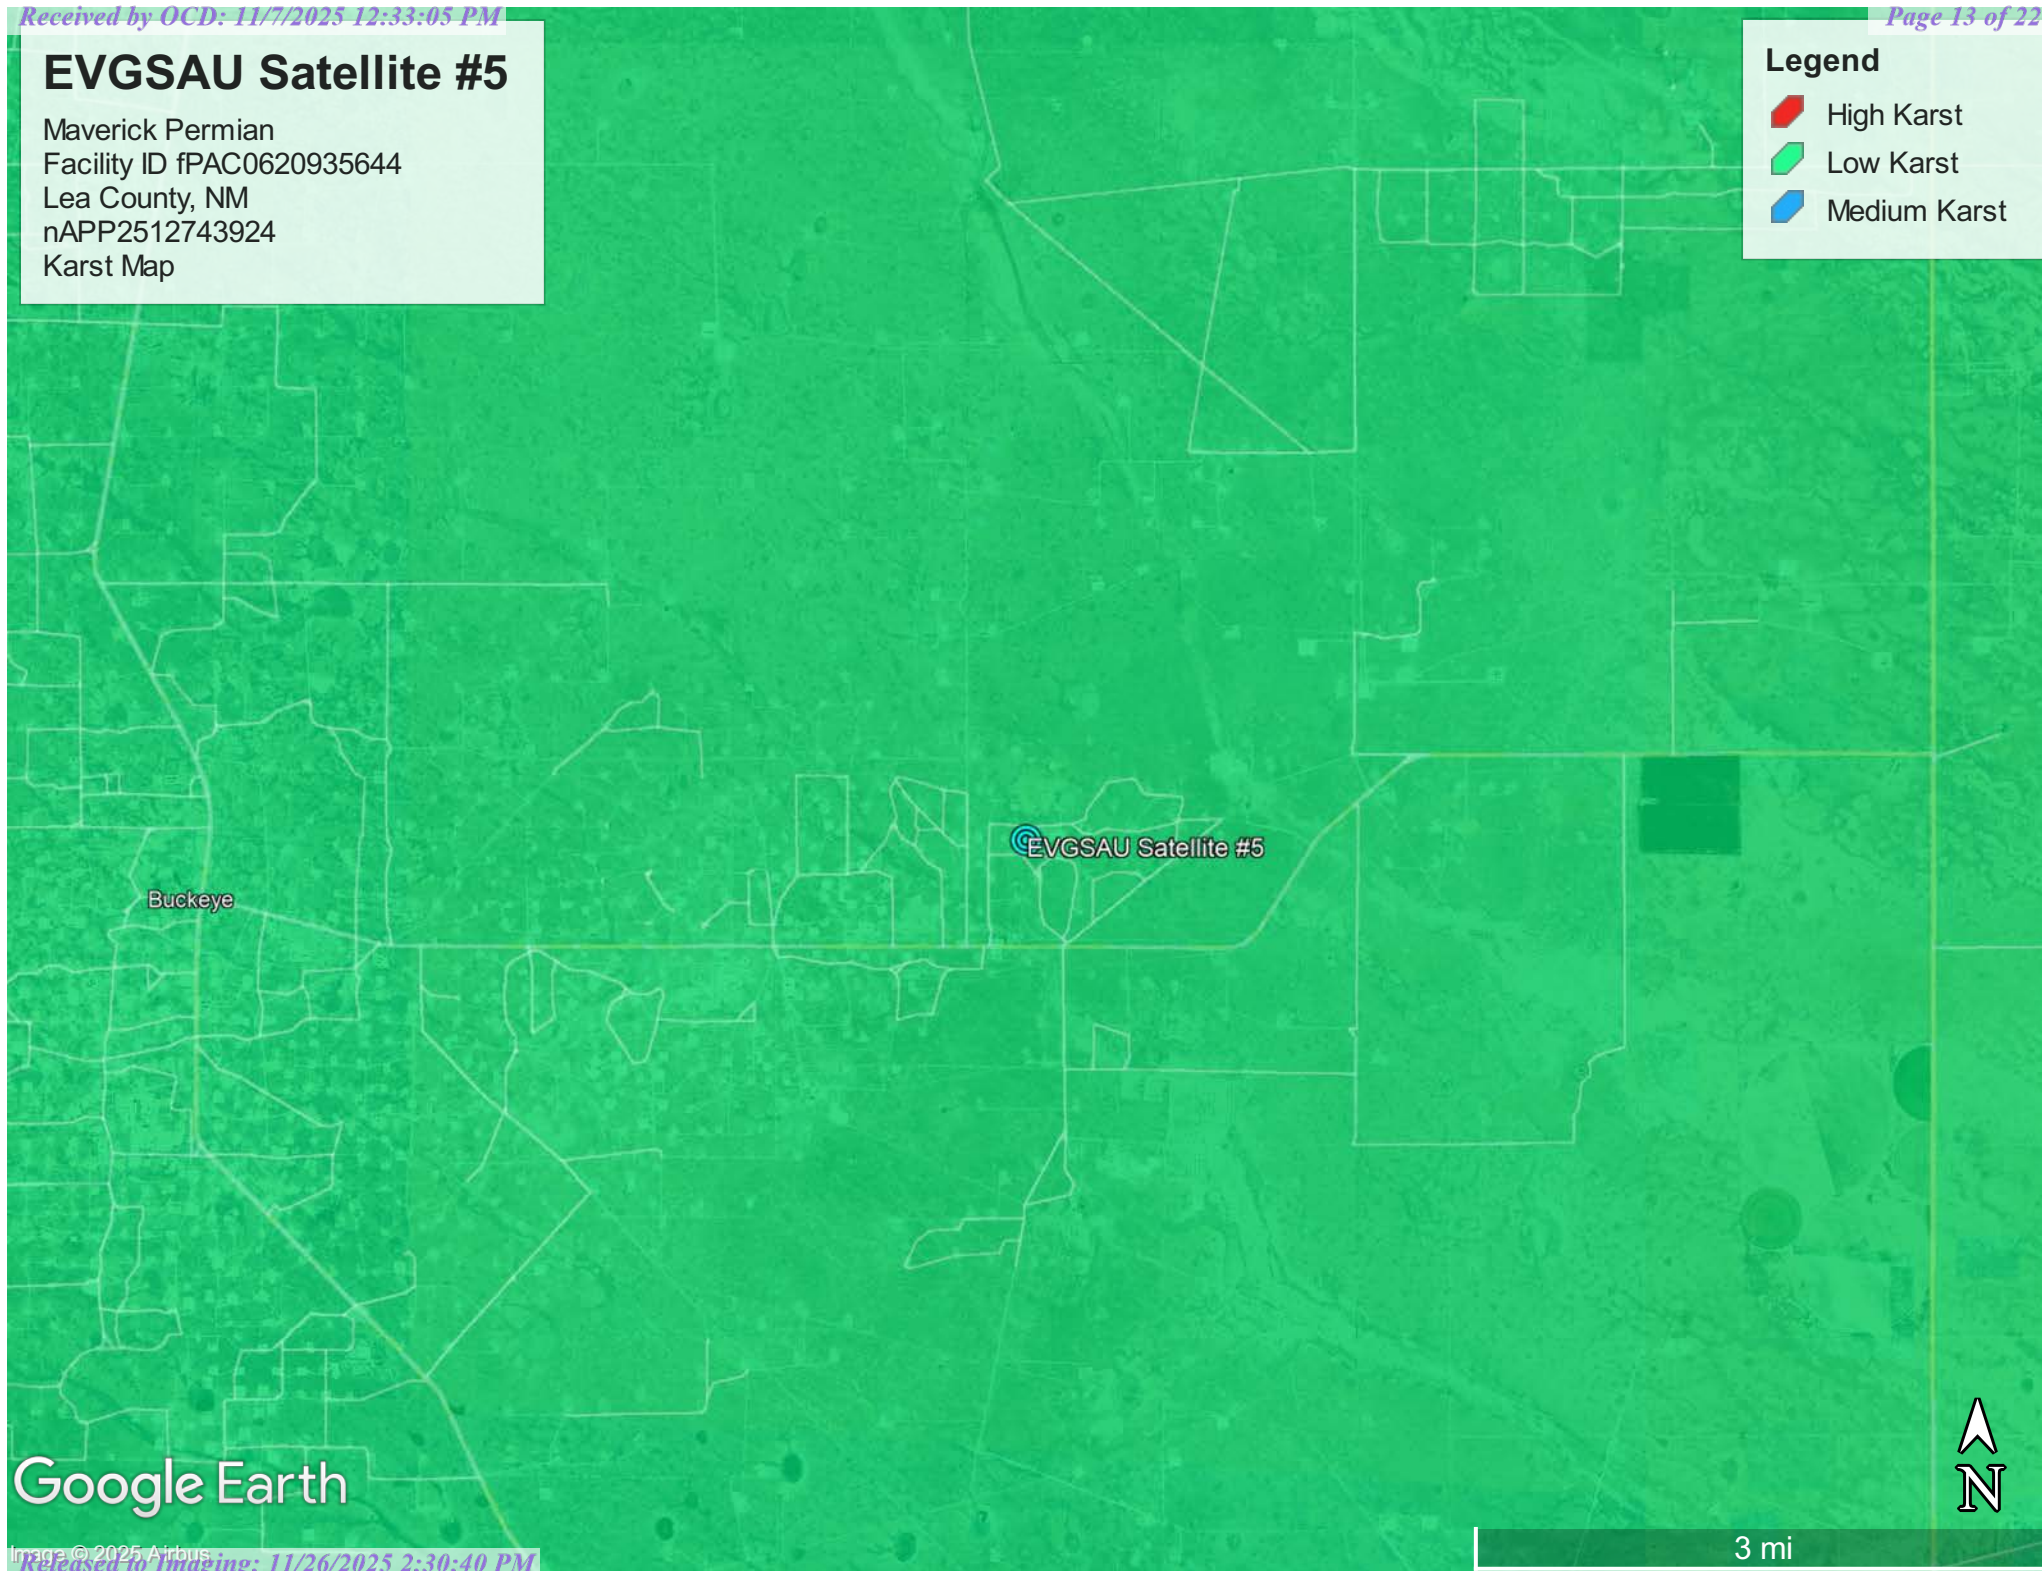 Received by OCD: 11/7/2025 12:33:05 PM
Page 13 of 22
EVGSAU Satellite #5
Maverick Permian
Facility ID fPAC0620935644
Lea County, NM
nAPP2512743924
Karst Map
Legend
High Karst
Low Karst
Medium Karst
EVGSAU Satellite #5
Buckeye
Google Earth
N
3 mi
Image © 2025 Airbus
Released to Imaging: 11/26/2025 2:30:40 PM